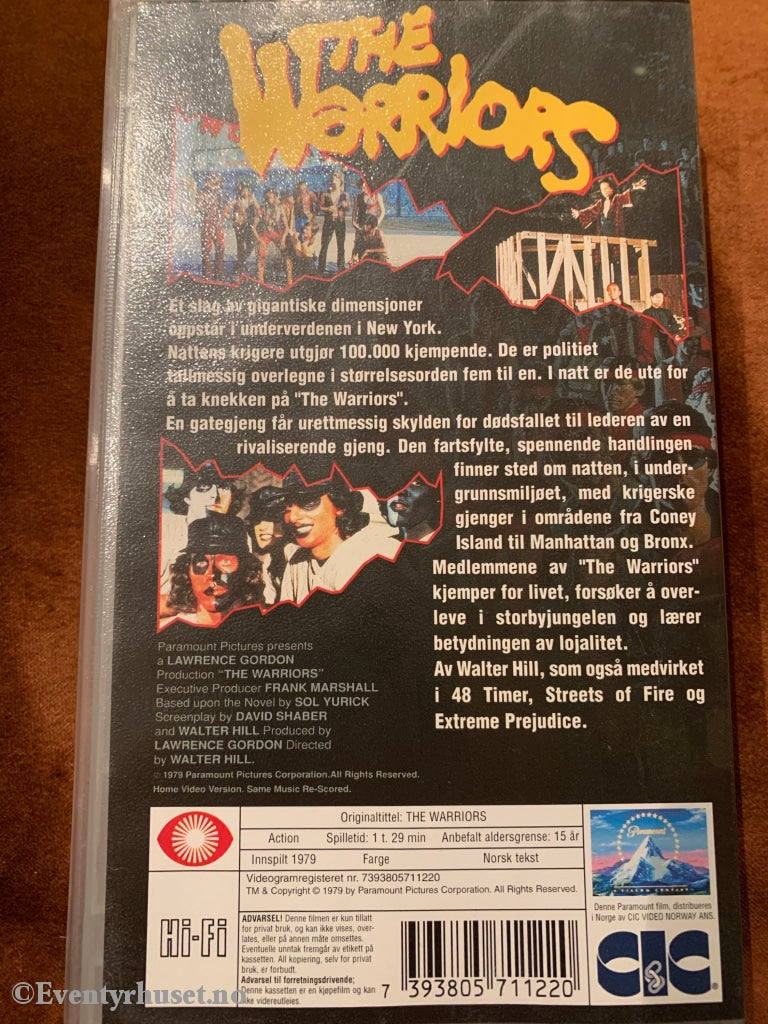 THE
WARRIORS
Et slag av gigantiske dimensjoner
oppstår i underverdenen i New York.
Nattens krigere utgjør 100.000 kjempende. De er politiet
tallmessig overlegne i størrelsesorden fem til en. I natt er de ute for
å ta knekken på "The Warriors".
En gategjeng får urettmessig skylden for dødsfallet til lederen av en
rivaliserende gjeng. Den fartsfylte, spennende handlingen
finner sted om natten, i under-
grunnsmiljøet, med krigerske
gjenger i områdene fra Coney
Island til Manhattan og Bronx.
Medlemmene av "The Warriors"
kjemper for livet, forsøker å over-
leve i storbyjungelen og lærer
betydningen av lojalitet.
Av Walter Hill, som også medvirket
i 48 Timer, Streets of Fire og
Extreme Prejudice.
Paramount Pictures presents
a LAWRENCE GORDON
Production "THE WARRIORS"
Executive Producer FRANK MARSHALL
Based upon the Novel by SOL YURICK
Screenplay by DAVID SHABER
and WALTER HILL Produced by
LAWRENCE GORDON Directed
by WALTER HILL.
© 1979 Paramount Pictures Corporation.All Rights Reserved.
Home Video Version. Same Music Re-Scored.
Originaltittel: THE WARRIORS
Action Spilletid: 1 t. 29 min Anbefalt aldersgrense: 15 år
Innspilt 1979 Farge Norsk tekst
Videogramregisteret nr. 7393805711220
TM & Copyright © 1979 by Paramount Pictures Corporation. All Rights Reserved.
Hi-Fi
ADVARSEL! Denne filmen er kun tillatt
for privat bruk, og kan ikke vises, over-
lates, eller på annen måte omsettes.
Eventuelle unntak fremgår av etikett på
kassetten. All kopiering, selv for privat
bruk, er forbudt.
Advarsel til forretningsdrivende;
Denne kassetten er en kjøpefilm og kan
ikke videreutleies.
7 393805 711220
Paramount
A VIACOM COMPANY
Denne Paramount film, distribueres
i Norge av CIC VIDEO NORWAY ANS.
CIC
®
©Eventyrhuset.no